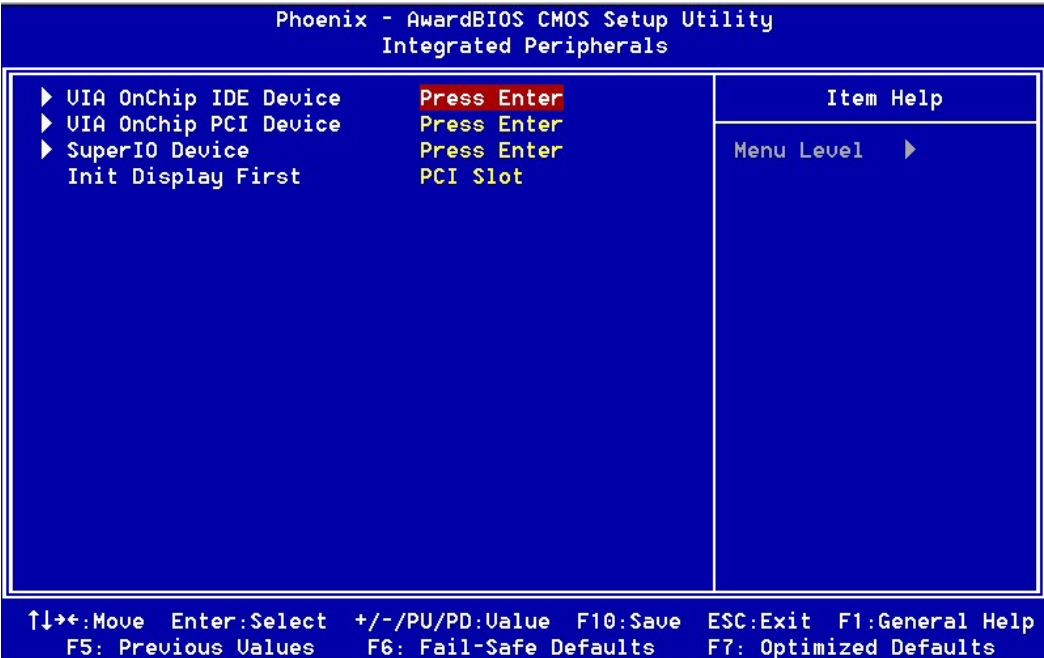 Phoenix - AwardBIOS CMOS Setup Utility
Integrated Peripherals
VIA OnChip IDE Device Press Enter
VIA OnChip PCI Device Press Enter
SuperIO Device Press Enter
Init Display First PCI Slot
Item Help
Menu Level
↑↓→←:Move Enter:Select +/-/PU/PD:Value F10:Save ESC:Exit F1:General Help
F5: Previous Values F6: Fail-Safe Defaults F7: Optimized Defaults